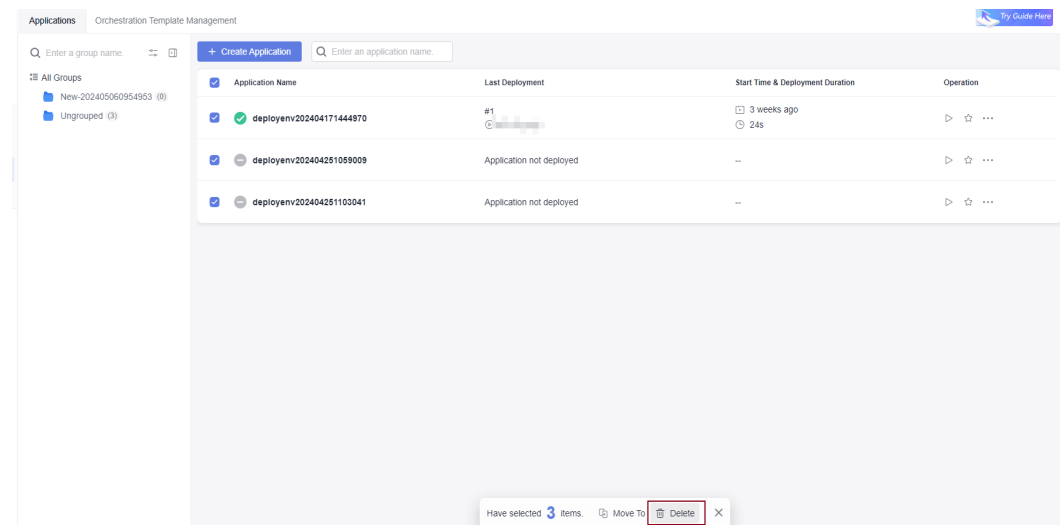 Applications Orchestration Template Management Try Guide Here
Enter a group name.
All Groups
New-202405060954953 (0)
Ungrouped (3)
+ Create Application Enter an application name.
Application Name Last Deployment Start Time & Deployment Duration Operation
deployenv202404171444970 #1 3 weeks ago
24s
deployenv202404251059009 Application not deployed --
deployenv202404251103041 Application not deployed --
Have selected 3 items. Move To Delete